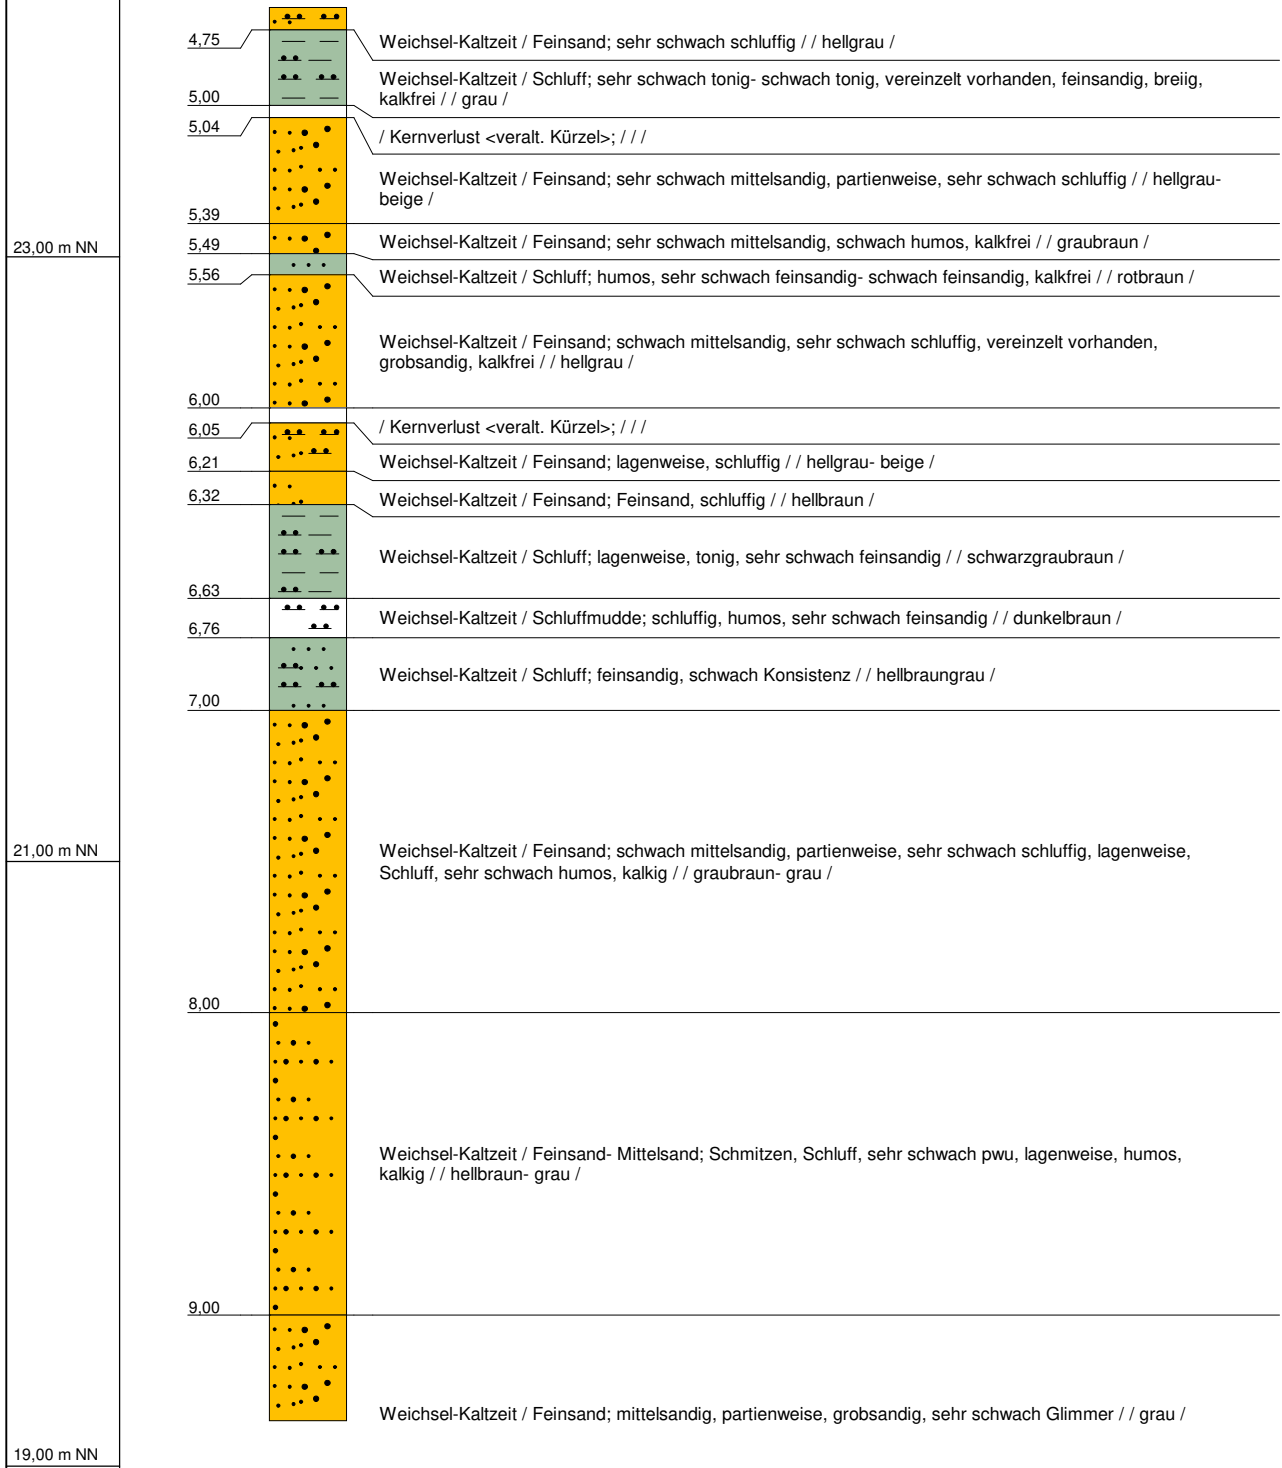 4,75
Weichsel-Kaltzeit / Feinsand; sehr schwach schluffig / / hellgrau /
Weichsel-Kaltzeit / Schluff; sehr schwach tonig- schwach tonig, vereinzelt vorhanden, feinsandig, breiig,
kalkfrei / / grau /
5,00
5,04
/ Kernverlust <veralt. Kürzel>; / / /
Weichsel-Kaltzeit / Feinsand; sehr schwach mittelsandig, partienweise, sehr schwach schluffig / / hellgrau-
beige /
5,39
23,00 m NN
5,49
Weichsel-Kaltzeit / Feinsand; sehr schwach mittelsandig, schwach humos, kalkfrei / / graubraun /
5,56
Weichsel-Kaltzeit / Schluff; humos, sehr schwach feinsandig- schwach feinsandig, kalkfrei / / rotbraun /
Weichsel-Kaltzeit / Feinsand; schwach mittelsandig, sehr schwach schluffig, vereinzelt vorhanden,
grobsandig, kalkfrei / / hellgrau /
6,00
6,05
/ Kernverlust <veralt. Kürzel>; / / /
6,21
Weichsel-Kaltzeit / Feinsand; lagenweise, schluffig / / hellgrau- beige /
6,32
Weichsel-Kaltzeit / Feinsand; Feinsand, schluffig / / hellbraun /
Weichsel-Kaltzeit / Schluff; lagenweise, tonig, sehr schwach feinsandig / / schwarzgraubraun /
6,63
Weichsel-Kaltzeit / Schluffmudde; schluffig, humos, sehr schwach feinsandig / / dunkelbraun /
6,76
Weichsel-Kaltzeit / Schluff; feinsandig, schwach Konsistenz / / hellbraungrau /
7,00
21,00 m NN
Weichsel-Kaltzeit / Feinsand; schwach mittelsandig, partienweise, sehr schwach schluffig, lagenweise,
Schluff, sehr schwach humos, kalkig / / graubraun- grau /
8,00
Weichsel-Kaltzeit / Feinsand- Mittelsand; Schmitzen, Schluff, sehr schwach pwu, lagenweise, humos,
kalkig / / hellbraun- grau /
9,00
Weichsel-Kaltzeit / Feinsand; mittelsandig, partienweise, grobsandig, sehr schwach Glimmer / / grau /
19,00 m NN